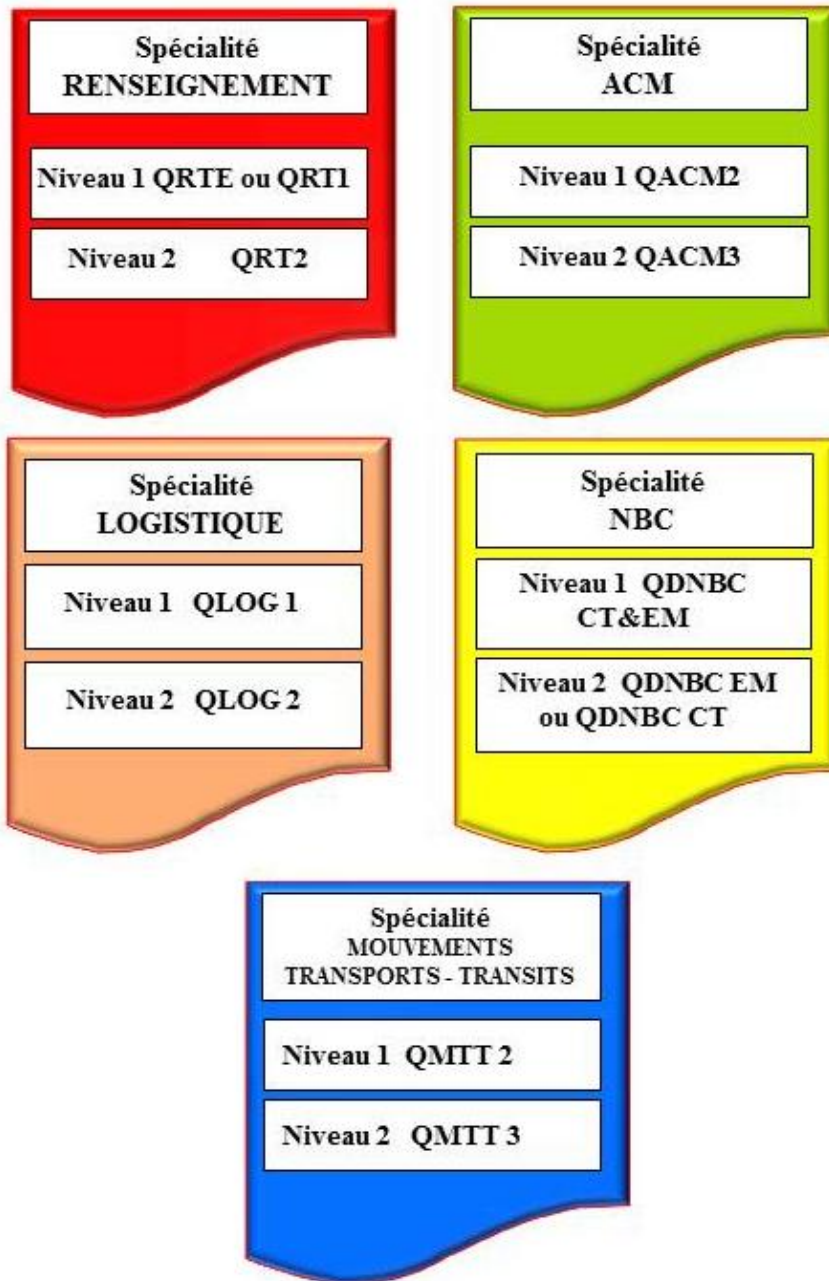 Spécialité
RENSEIGNEMENT
Niveau 1 QRTE ou QRT1
Niveau 2 QRT2
Spécialité
ACM
Niveau 1 QACM2
Niveau 2 QACM3
Spécialité
LOGISTIQUE
Niveau 1 QLOG 1
Niveau 2 QLOG 2
Spécialité
NBC
Niveau 1 QDNBC
CT&EM
Niveau 2 QDNBC EM
ou QDNBC CT
Spécialité
MOUVEMENTS
TRANSPORTS - TRANSITS
Niveau 1 QMTT 2
Niveau 2 QMTT 3